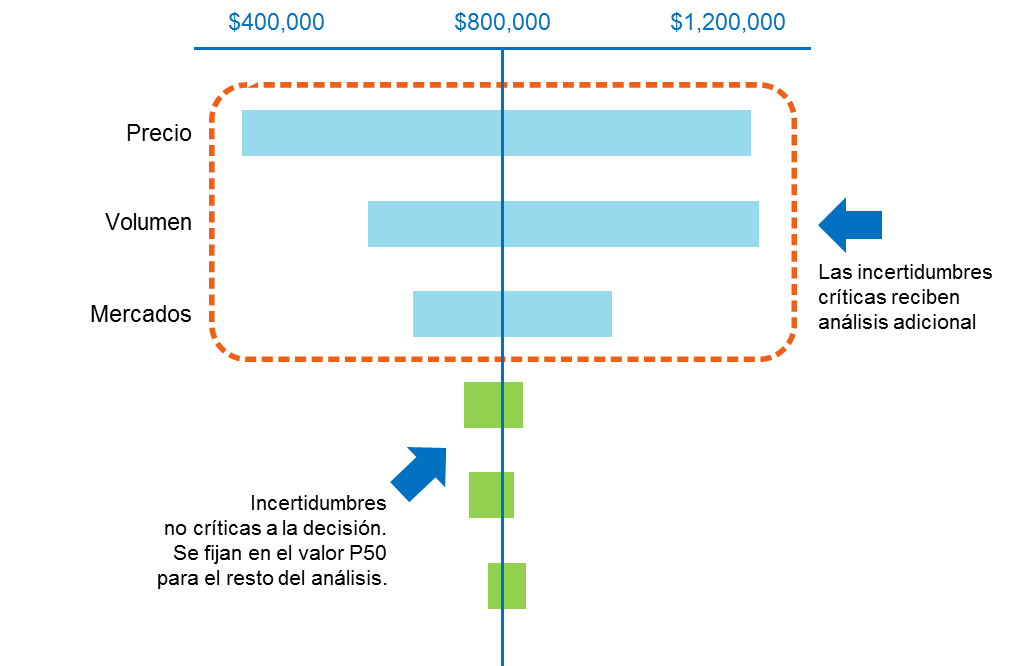 $400,000 $800,000 $1,200,000
Precio
Volumen
Mercados
Las incertidumbres
críticas reciben
análisis adicional
Incertidumbres
no críticas a la decisión.
Se fijan en el valor P50
para el resto del análisis.